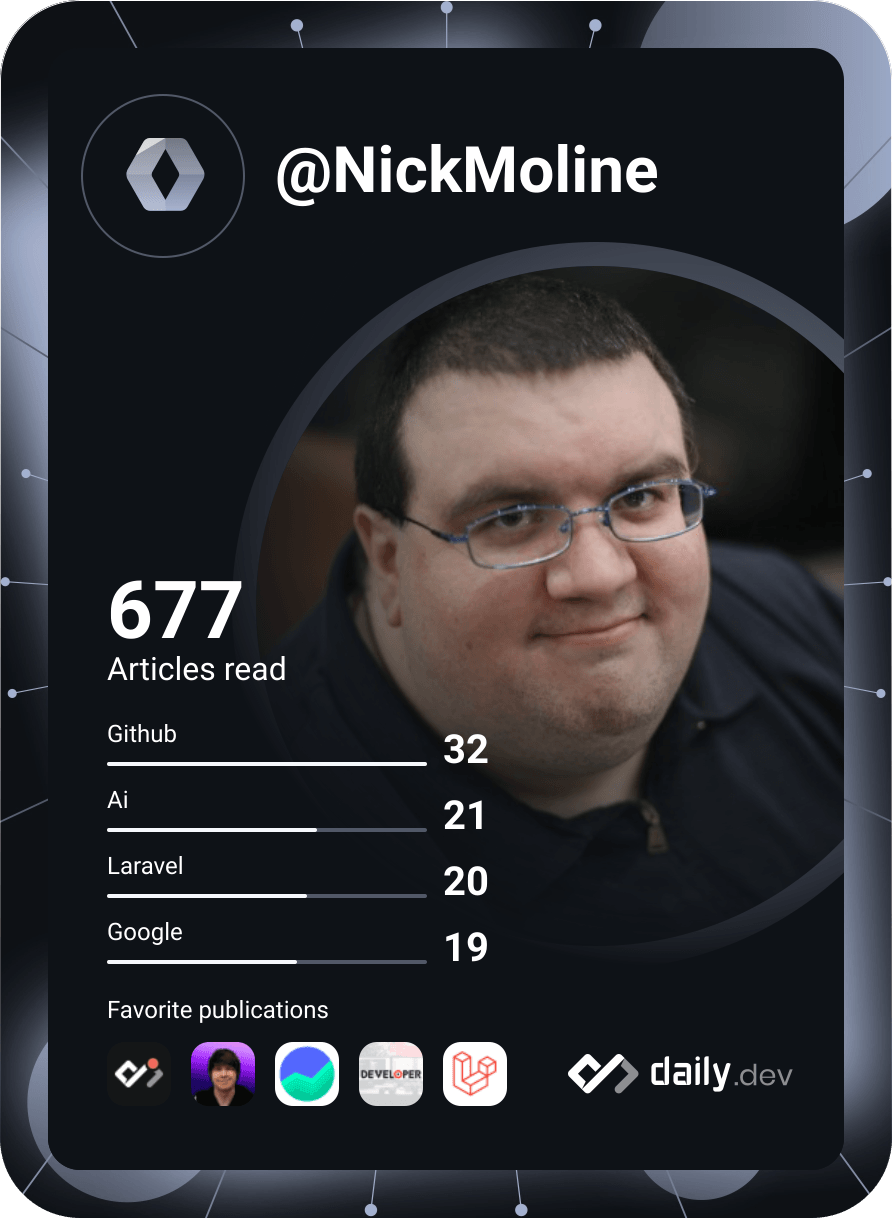 @NickMoline
677
Articles read
Github
32
Ai
21
Laravel
20
Google
19
Favorite publications
DEVELOPER
daily.dev